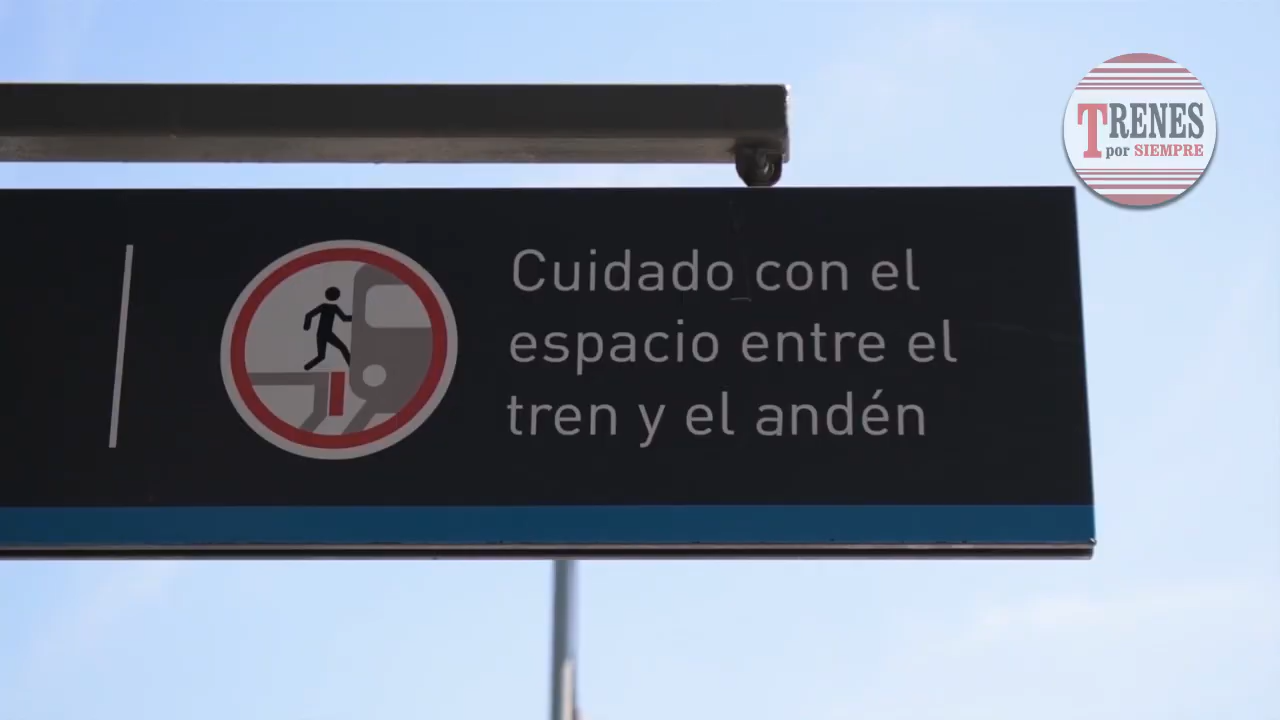 TRENES
por SIEMPRE
Cuidado con el
espacio entre el
tren y el andén